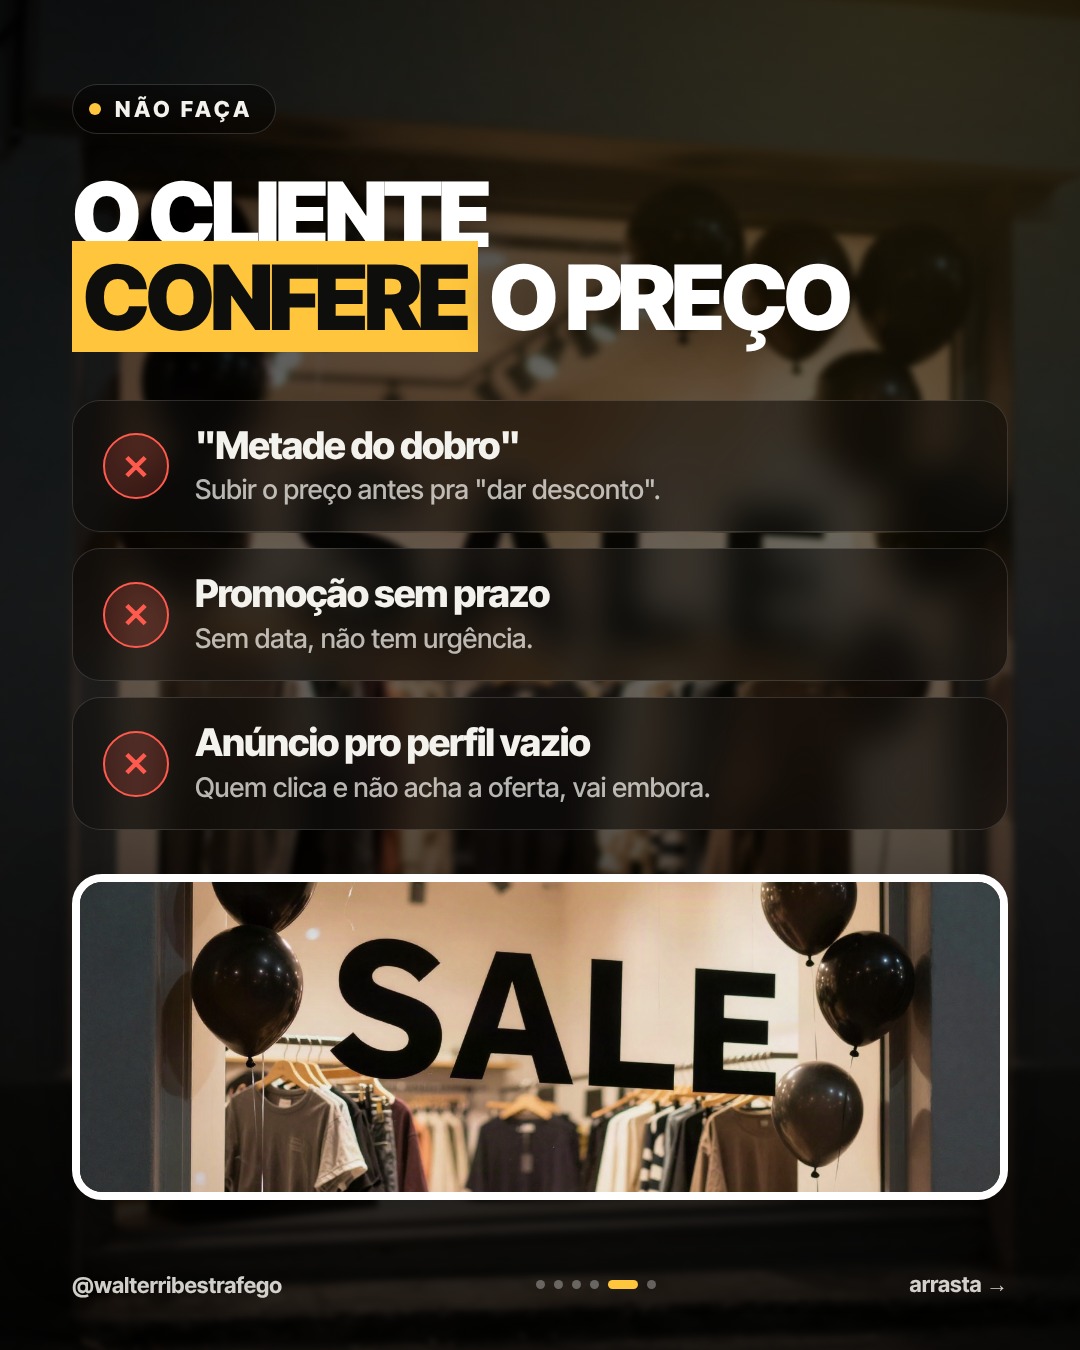 NÃO FAÇA
O CLIENTE
CONFERE O PREÇO
"Metade do dobro"
Subir o preço antes pra "dar desconto".
Promoção sem prazo
Sem data, não tem urgência.
Anúncio pro perfil vazio
Quem clica e não acha a oferta, vai embora.
SALE
@walterribestrafego
arrasta →